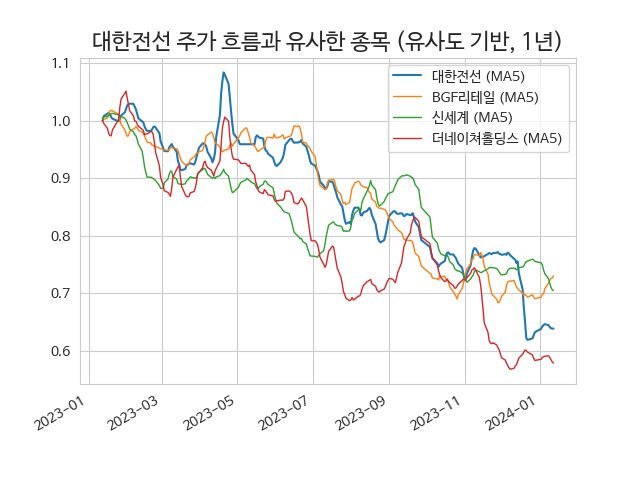 대한전선 주가 흐름과 유사한 종목 (유사도 기반, 1년)
대한전선 (MA5)
BGF리테일 (MA5)
신세계 (MA5)
더네이쳐홀딩스 (MA5)
1.1
1.0
0.9
0.8
0.7
0.6
2023-01
2023-03
2023-05
2023-07
2023-09
2023-11
2024-01